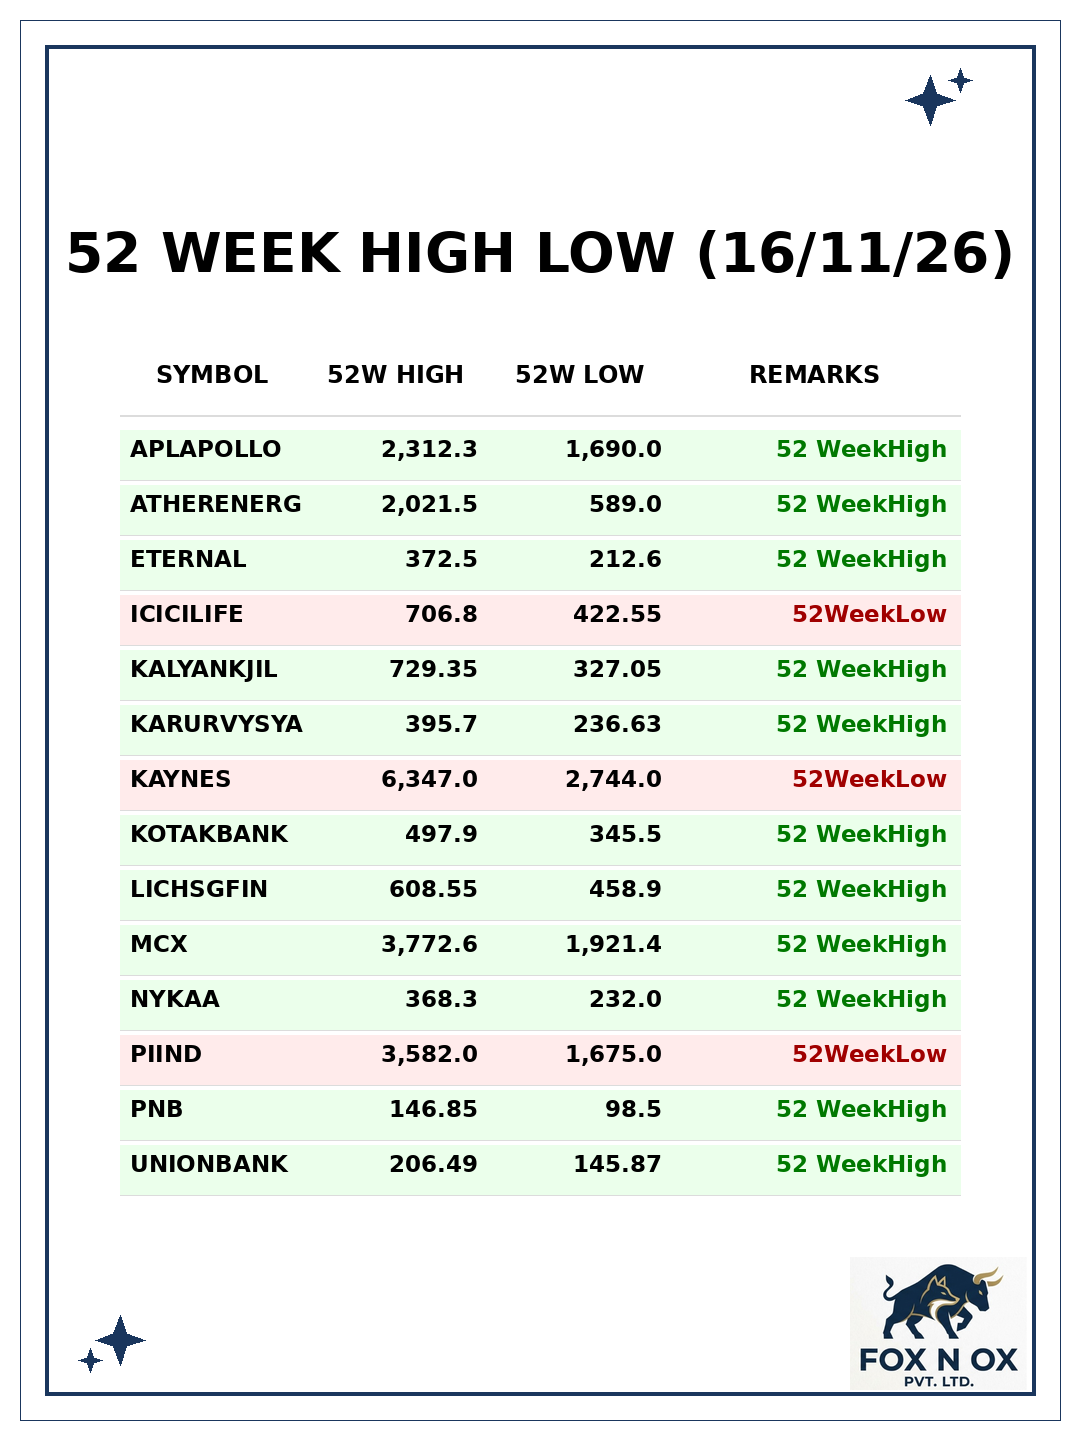 52 WEEK HIGH LOW (16/11/26)
SYMBOL 52W HIGH 52W LOW REMARKS
APLAPOLLO 2,312.3 1,690.0 52 WeekHigh
ATHERENERG 2,021.5 589.0 52 WeekHigh
ETERNAL 372.5 212.6 52 WeekHigh
ICICILIFE 706.8 422.55 52WeekLow
KALYANKJIL 729.35 327.05 52 WeekHigh
KARURVYSYA 395.7 236.63 52 WeekHigh
KAYNES 6,347.0 2,744.0 52WeekLow
KOTAKBANK 497.9 345.5 52 WeekHigh
LICHSGFIN 608.55 458.9 52 WeekHigh
MCX 3,772.6 1,921.4 52 WeekHigh
NYKAA 368.3 232.0 52 WeekHigh
PIIND 3,582.0 1,675.0 52WeekLow
PNB 146.85 98.5 52 WeekHigh
UNIONBANK 206.49 145.87 52 WeekHigh
FOX N OX
PVT. LTD.